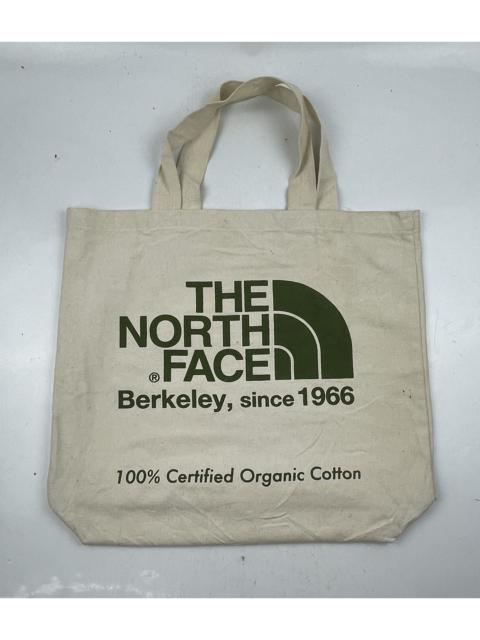 THE
NORTH
® FACE
Berkeley, since 1966
100% Certified Organic Cotton